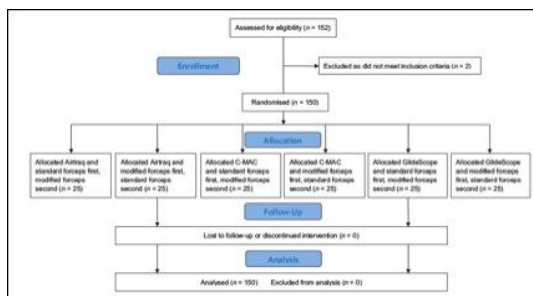 Assessed for eligibility (n = 152)
Enrollment
Excluded as did not meet inclusion criteria (n = 2)
Randomised (n = 150)
Allocation
Allocated Airtraq and
standard forceps first,
modified forceps
second (n = 25)
Allocated Airtraq and
modified forceps first,
standard forceps
second (n = 25)
Allocated C-MAC and
standard forceps
first, modified forceps
second (n = 25)
Allocated C-MAC and
modified forceps
first, standard forceps
second (n = 25)
Allocated GlideScope
and standard forceps
first, modified forceps
second (n = 25)
Allocated GlideScope
and modified forceps
first, standard forceps
second (n = 25)
Follow-Up
Lost to follow-up or discontinued intervention (n = 0)
Analysis
Analysed (n = 150) Excluded from analysis (n = 0)